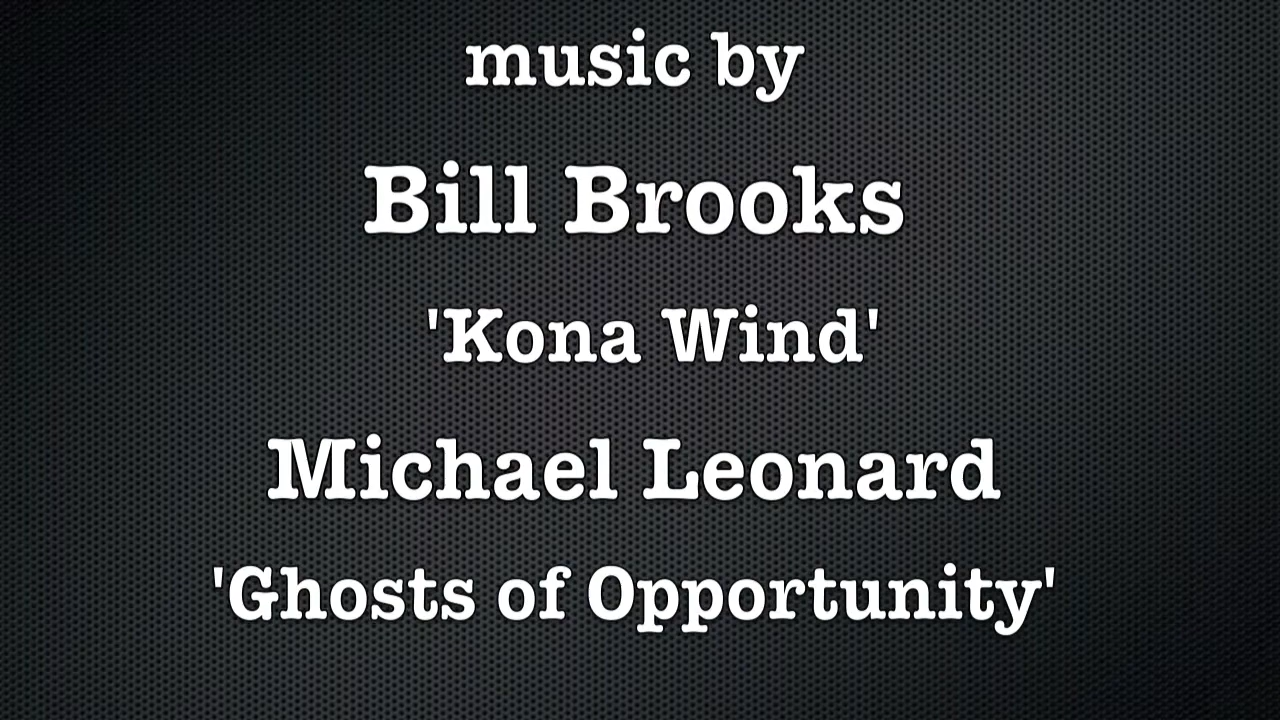 music by
Bill Brooks
'Kona Wind'
Michael Leonard
'Ghosts of Opportunity'